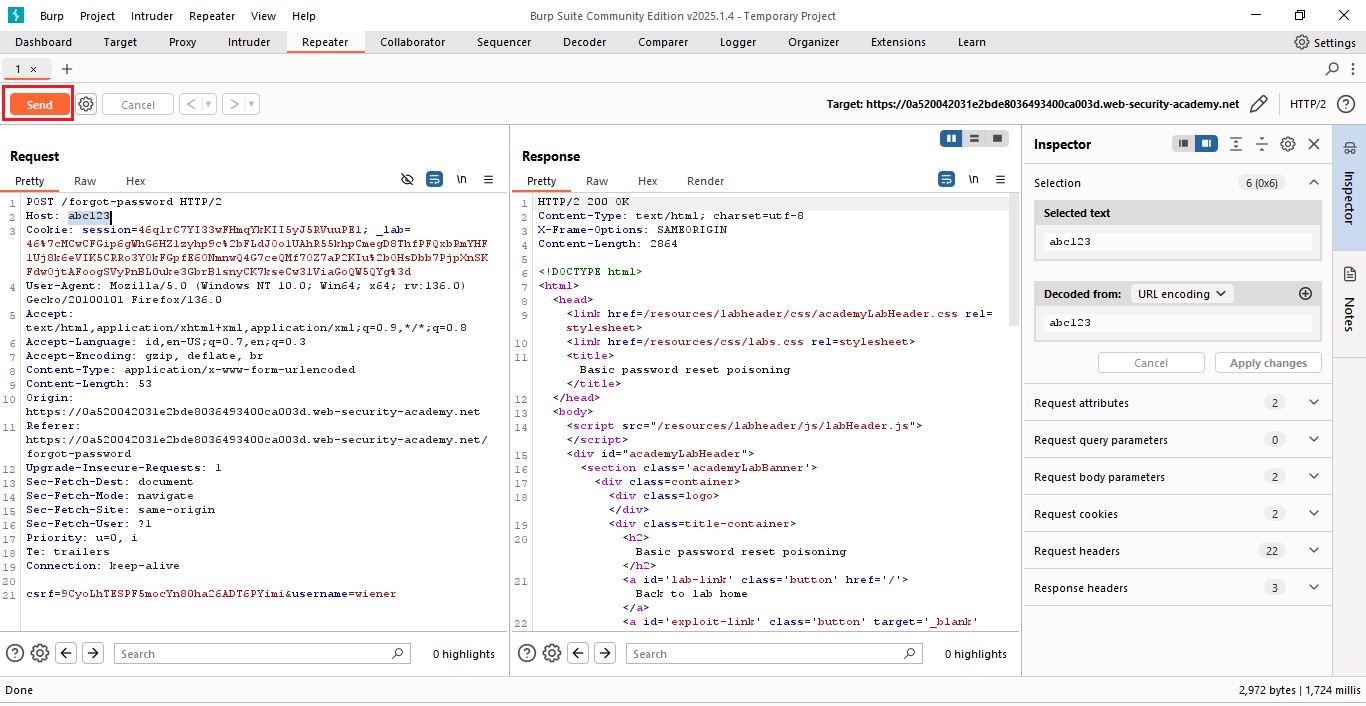 Burp Project Intruder Repeater View Help
Burp Suite Community Edition v2025.1.4 - Temporary Project
Dashboard Target Proxy Intruder Repeater Collaborator Sequencer Decoder Comparer Logger Organizer Extensions Learn
Settings
1 × +
Send Cancel < >
Target: https://0a520042031e2bde8036493400ca003d.web-security-academy.net
HTTP/2
Request
Pretty Raw Hex
\n
1 POST /forgot-password HTTP/2
2 Host: abc123
3 Cookie: session=46qlrC7YI33wFHmqYkKII5yJ5RVuuPEl; _lab=
46%7cMCwCFGip6gWhG6HZlzyhp9c%2bFLdJOolUAhR55khpCmegD8ThfPFQxbRmYHF
lUj8k6eVIK5CRRo3Y0kFGpfE60NmnwQ4G7ceQMf70Z7aP2KIu%2bOHsDbb7PjpXnSK
FdwOjtAFoogSVyPnBL0uke3GbrBlsnyCK7kseCw3lViaGoQW5QYg%3d
4 User-Agent: Mozilla/5.0 (Windows NT 10.0; Win64; x64; rv:136.0)
Gecko/20100101 Firefox/136.0
5 Accept:
text/html,application/xhtml+xml,application/xml;q=0.9,*/*;q=0.8
6 Accept-Language: id,en-US;q=0.7,en;q=0.3
7 Accept-Encoding: gzip, deflate, br
8 Content-Type: application/x-www-form-urlencoded
9 Content-Length: 53
10 Origin:
https://0a520042031e2bde8036493400ca003d.web-security-academy.net
11 Referer:
https://0a520042031e2bde8036493400ca003d.web-security-academy.net/
forgot-password
12 Upgrade-Insecure-Requests: 1
13 Sec-Fetch-Dest: document
14 Sec-Fetch-Mode: navigate
15 Sec-Fetch-Site: same-origin
16 Sec-Fetch-User: ?1
17 Priority: u=0, i
18 Te: trailers
19 Connection: keep-alive
20
21 csrf=9CyoLhTESPF5mocYn80ha26ADT6PYimi&username=wiener
Search
0 highlights
Response
Pretty Raw Hex Render
\n
1 HTTP/2 200 OK
2 Content-Type: text/html; charset=utf-8
3 X-Frame-Options: SAMEORIGIN
4 Content-Length: 2864
5
6 <!DOCTYPE html>
7 <html>
8 <head>
9 <link href=/resources/labheader/css/academyLabHeader.css rel=
stylesheet>
10 <link href=/resources/css/labs.css rel=stylesheet>
11 <title>
Basic password reset poisoning
</title>
12 </head>
13 <body>
14 <script src="/resources/labheader/js/labHeader.js">
</script>
15 <div id="academyLabHeader">
16 <section class='academyLabBanner'>
17 <div class=container>
18 <div class=logo>
</div>
19 <div class=title-container>
20 <h2>
Basic password reset poisoning
</h2>
21 <a id='lab-link' class='button' href='/'>
Back to lab home
</a>
22 <a id='exploit-link' class='button' target='_blank'
Search
0 highlights
Inspector
Selection 6 (0x6)
Selected text
abc123
Decoded from: URL encoding
abc123
Cancel Apply changes
Request attributes 2
Request query parameters 0
Request body parameters 2
Request cookies 2
Request headers 22
Response headers 3
Inspector
Notes
Done
2,972 bytes | 1,724 millis